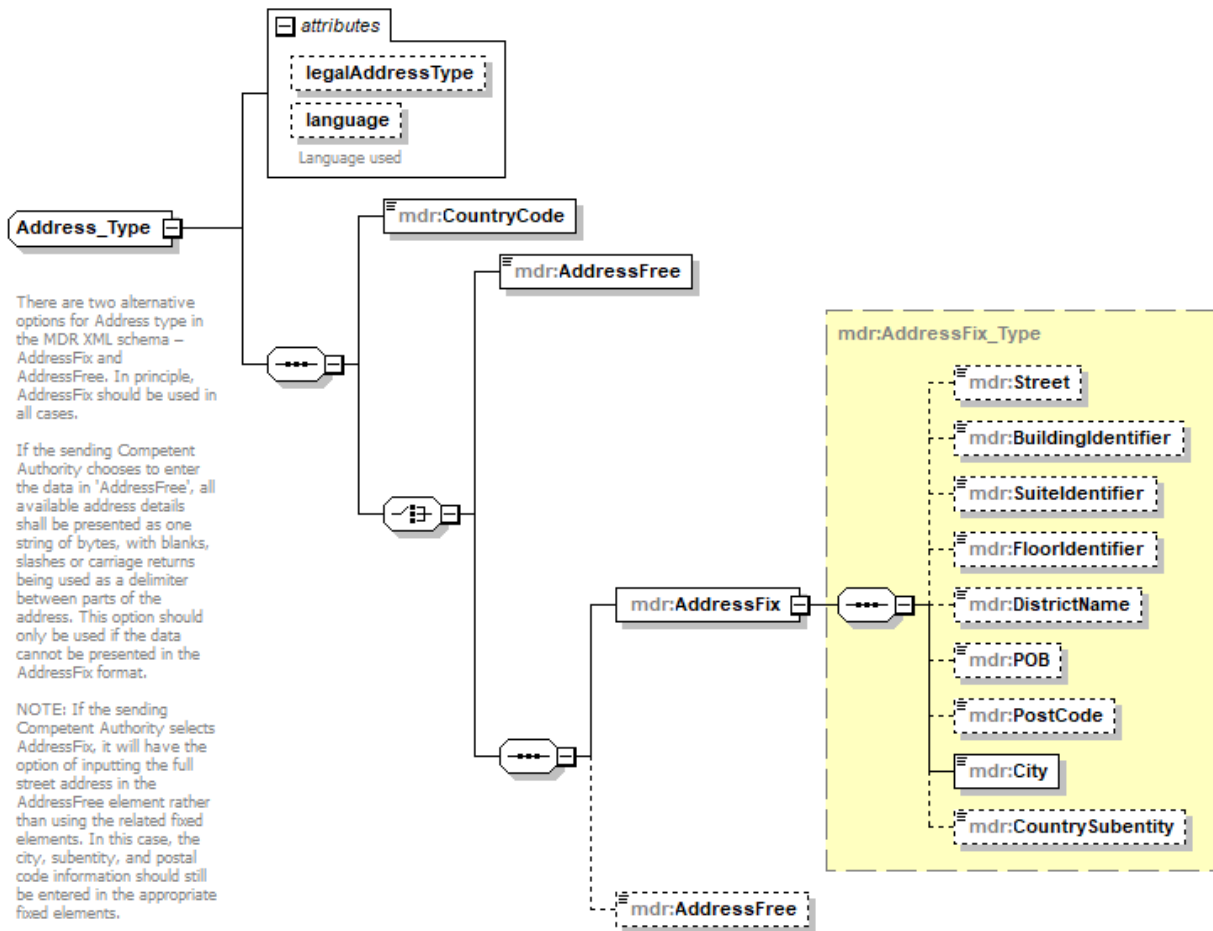 attributes
legalAddressType
language
Language used
mdr:CountryCode
Address_Type
mdr:AddressFree
There are two alternative
options for Address type in
the MDR XML schema –
AddressFix and
AddressFree. In principle,
AddressFix should be used in
all cases.
If the sending Competent
Authority chooses to enter
the data in 'AddressFree', all
available address details
shall be presented as one
string of bytes, with blanks,
slashes or carriage returns
being used as a delimiter
between parts of the
address. This option should
only be used if the data
cannot be presented in the
AddressFix format.
NOTE: If the sending
Competent Authority selects
AddressFix, it will have the
option of inputting the full
street address in the
AddressFree element rather
than using the related fixed
elements. In this case, the
city, subentity, and postal
code information should still
be entered in the appropriate
fixed elements.
mdr:AddressFix
mdr:AddressFree
mdr:AddressFix_Type
mdr:Street
mdr:BuildingIdentifier
mdr:SuiteIdentifier
mdr:FloorIdentifier
mdr:DistrictName
mdr:POB
mdr:PostCode
mdr:City
mdr:CountrySubentity